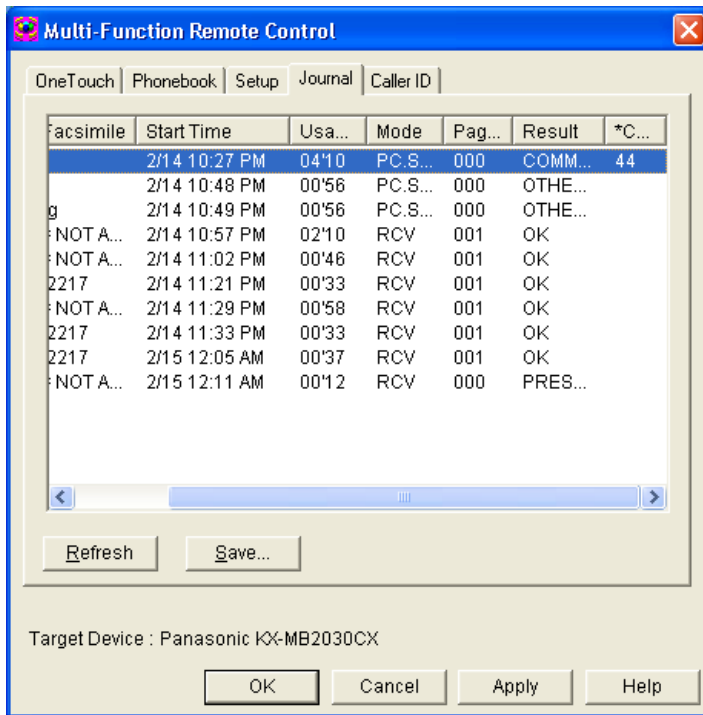 Multi-Function Remote Control
OneTouch Phonebook Setup Journal Caller ID
Facsimile Start Time Usa... Mode Pag... Result *C...
2/14 10:27 PM 04'10 PC.S... 000 COMM... 44
2/14 10:48 PM 00'56 PC.S... 000 OTHE...
g 2/14 10:49 PM 00'56 PC.S... 000 OTHE...
NOT A... 2/14 10:57 PM 02'10 RCV 001 OK
NOT A... 2/14 11:02 PM 00'46 RCV 001 OK
2217 2/14 11:21 PM 00'33 RCV 001 OK
NOT A... 2/14 11:29 PM 00'58 RCV 001 OK
2217 2/14 11:33 PM 00'33 RCV 001 OK
2217 2/15 12:05 AM 00'37 RCV 001 OK
NOT A... 2/15 12:11 AM 00'12 RCV 000 PRES...
Refresh Save...
Target Device : Panasonic KX-MB2030CX
OK Cancel Apply Help